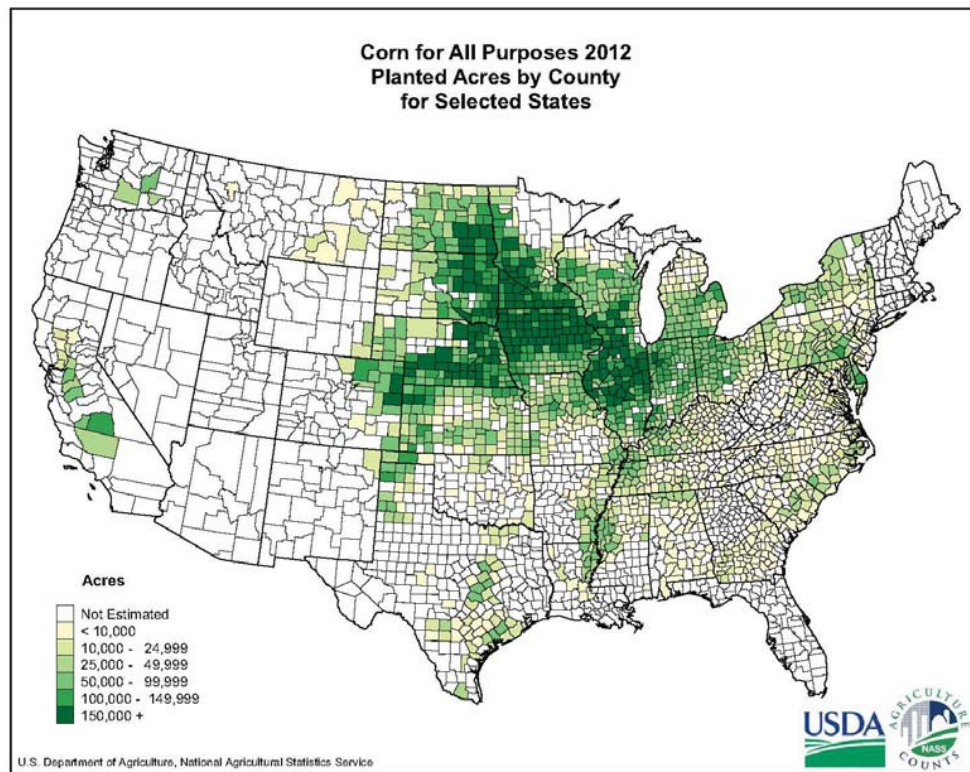 Corn for All Purposes 2012
Planted Acres by County
for Selected States
Acres
Not Estimated
< 10,000
10,000 - 24,999
25,000 - 49,999
50,000 - 99,999
100,000 - 149,999
150,000 +
USDA
AGRICULTURE
NASS
COUNTS
U.S. Department of Agriculture, National Agricultural Statistics Service